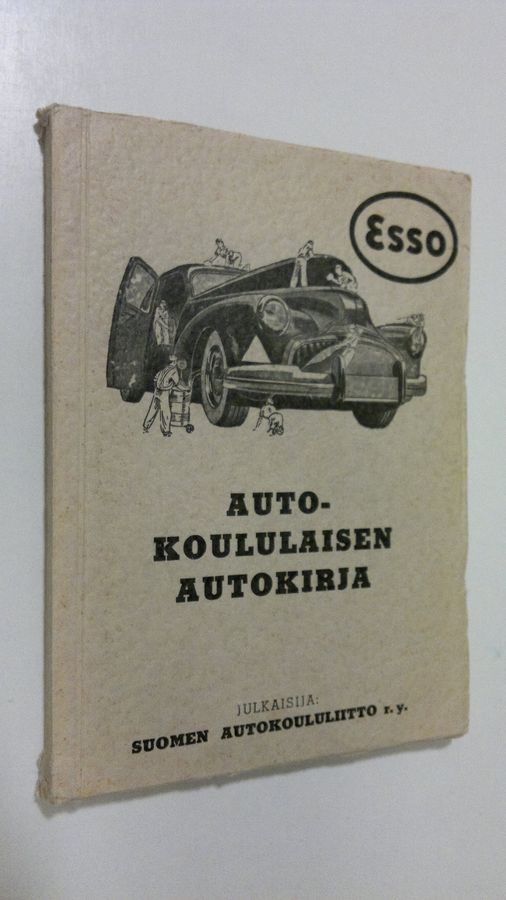 Esso
AUTO-
KOULULAISEN
AUTOKIRJA
JULKAISIJA:
SUOMEN AUTOKOULULIITTO r. y.